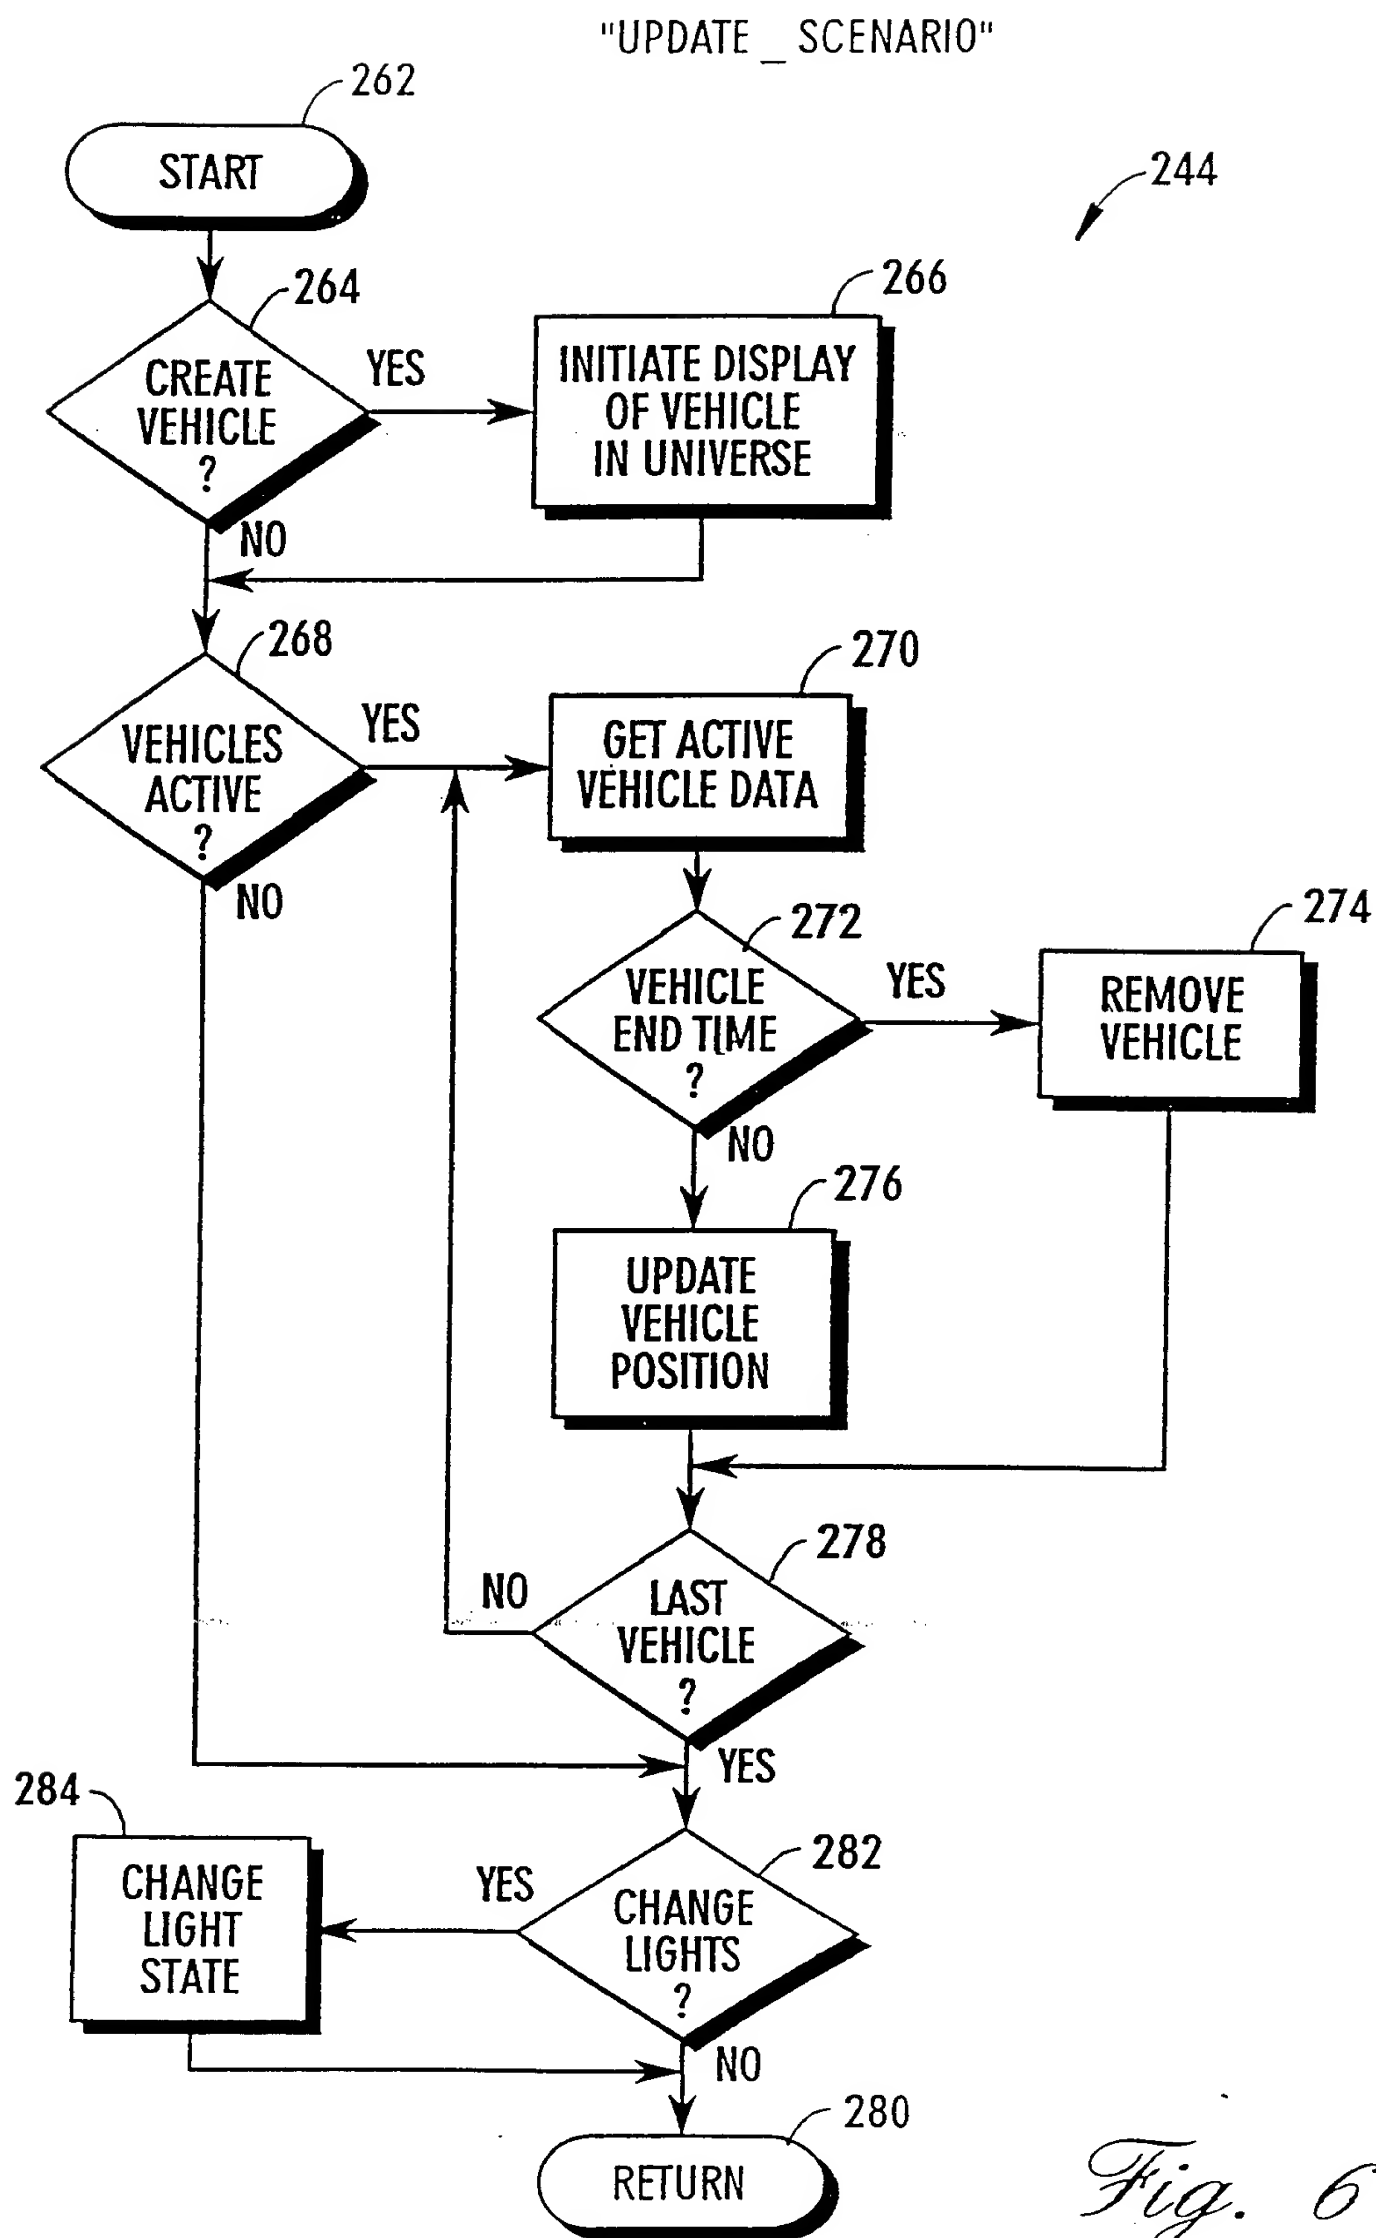 "UPDATE _ SCENARIO"
262
START
244
264
266
CREATE
VEHICLE
?
YES
INITIATE DISPLAY
OF VEHICLE
IN UNIVERSE
NO
268
270
VEHICLES
ACTIVE
?
YES
GET ACTIVE
VEHICLE DATA
NO
272
274
VEHICLE
END TIME
?
YES
REMOVE
VEHICLE
NO
276
UPDATE
VEHICLE
POSITION
278
NO
LAST
VEHICLE
?
YES
284
282
CHANGE
LIGHT
STATE
YES
CHANGE
LIGHTS
?
NO
280
RETURN
Fig. 6